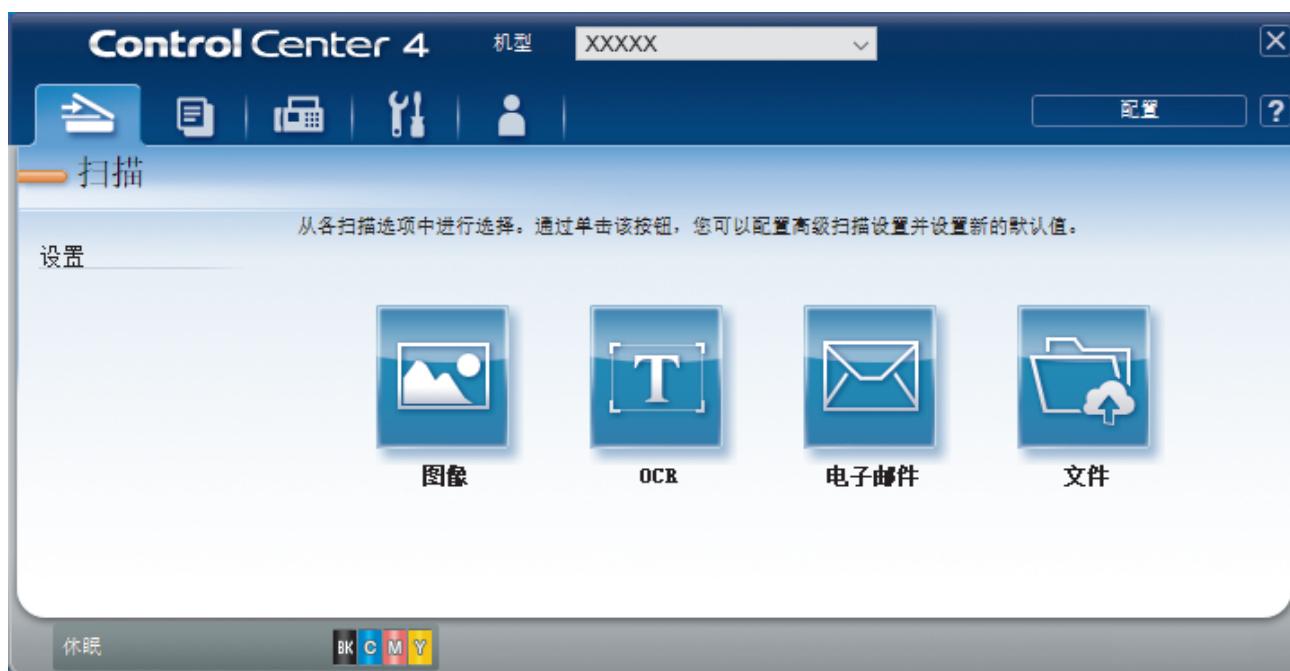 Control Center 4 机型 XXXXX
配置 ?
扫描
从各扫描选项中进行选择。通过单击该按钮，您可以配置高级扫描设置并设置新的默认值。
设置
T
图像 OCR 电子邮件 文件
休眠 BK C M Y